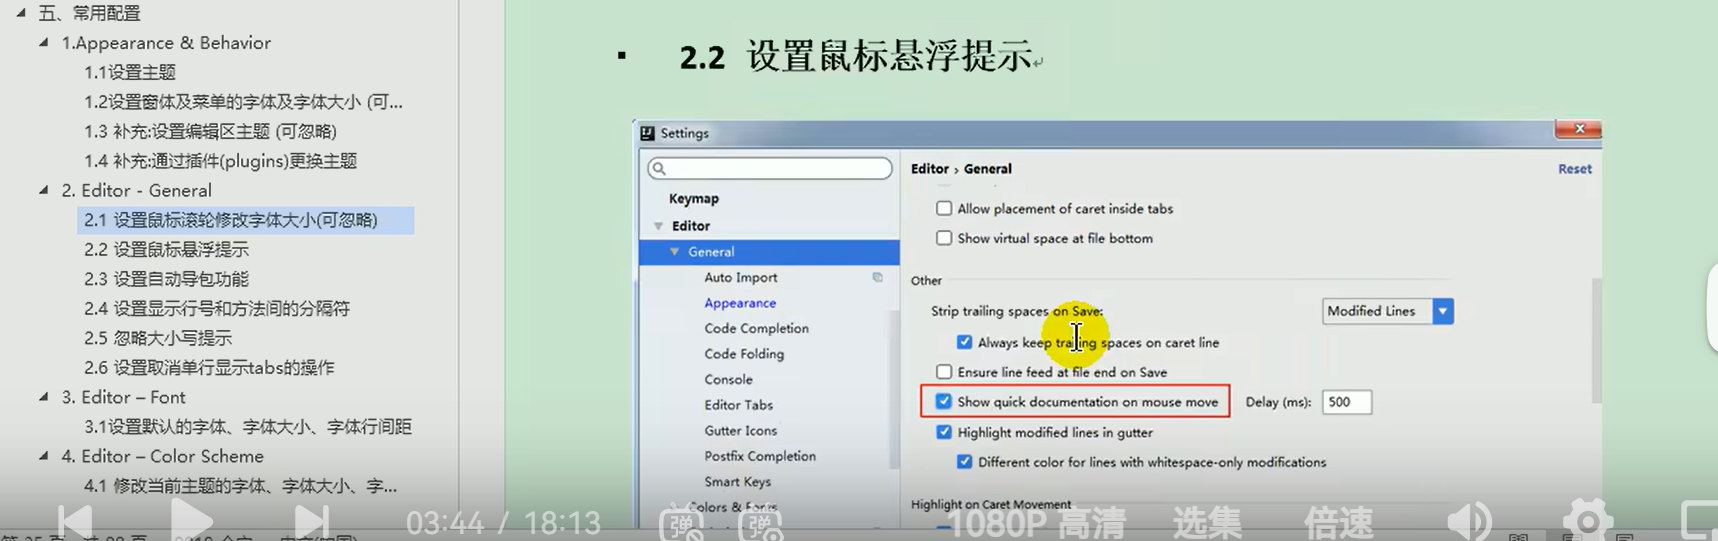 五、常用配置
1.Appearance & Behavior
1.1设置主题
1.2设置窗体及菜单的字体及字体大小 (可...
1.3 补充:设置编辑区主题 (可忽略)
1.4 补充:通过插件(plugins)更换主题
2. Editor - General
2.1 设置鼠标滚轮修改字体大小(可忽略)
2.2 设置鼠标悬浮提示
2.3 设置自动导包功能
2.4 设置显示行号和方法间的分隔符
2.5 忽略大小写提示
2.6 设置取消单行显示tabs的操作
3. Editor – Font
3.1设置默认的字体、字体大小、字体行间距
4. Editor – Color Scheme
4.1 修改当前主题的字体、字体大小、字...
2.2 设置鼠标悬浮提示
Settings
Keymap
Editor
General
Auto Import
Appearance
Code Completion
Code Folding
Console
Editor Tabs
Gutter Icons
Postfix Completion
Smart Keys
Colors & Fonts
Editor › General
Reset
Allow placement of caret inside tabs
Show virtual space at file bottom
Other
Strip trailing spaces on Save:
Modified Lines
Always keep trailing spaces on caret line
Ensure line feed at file end on Save
Show quick documentation on mouse move
Delay (ms):
500
Highlight modified lines in gutter
Different color for lines with whitespace-only modifications
Highlight on Caret Movement
03:44 / 18:13
弹
弹
1080P 高清
选集
倍速